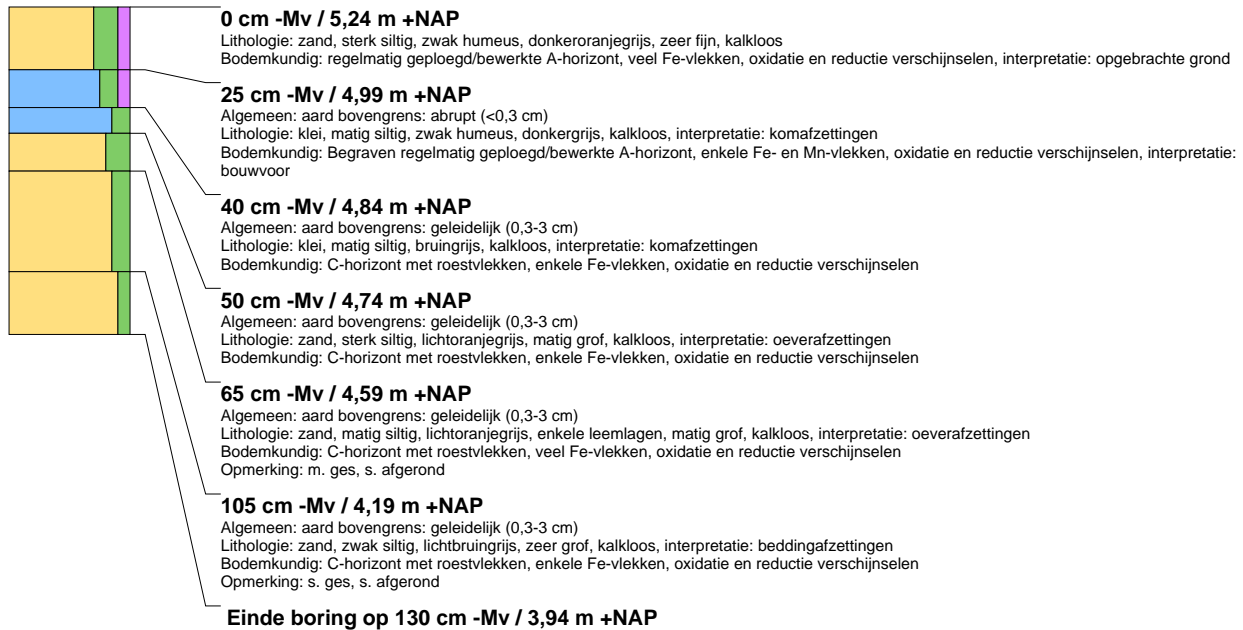 0 cm -Mv / 5,24 m +NAP
Lithologie: zand, sterk siltig, zwak humeus, donkeroranjegrijs, zeer fijn, kalkloos
Bodemkundig: regelmatig geploegd/bewerkte A-horizont, veel Fe-vlekken, oxidatie en reductie verschijnselen, interpretatie: opgebrachte grond
25 cm -Mv / 4,99 m +NAP
Algemeen: aard bovengrens: abrupt (<0,3 cm)
Lithologie: klei, matig siltig, zwak humeus, donkergrijs, kalkloos, interpretatie: komafzettingen
Bodemkundig: Begraven regelmatig geploegd/bewerkte A-horizont, enkele Fe- en Mn-vlekken, oxidatie en reductie verschijnselen, interpretatie:
bouwvoor
40 cm -Mv / 4,84 m +NAP
Algemeen: aard bovengrens: geleidelijk (0,3-3 cm)
Lithologie: klei, matig siltig, bruingrijs, kalkloos, interpretatie: komafzettingen
Bodemkundig: C-horizont met roestvlekken, enkele Fe-vlekken, oxidatie en reductie verschijnselen
50 cm -Mv / 4,74 m +NAP
Algemeen: aard bovengrens: geleidelijk (0,3-3 cm)
Lithologie: zand, sterk siltig, lichtoranjegrijs, matig grof, kalkloos, interpretatie: oeverafzettingen
Bodemkundig: C-horizont met roestvlekken, enkele Fe-vlekken, oxidatie en reductie verschijnselen
65 cm -Mv / 4,59 m +NAP
Algemeen: aard bovengrens: geleidelijk (0,3-3 cm)
Lithologie: zand, matig siltig, lichtoranjegrijs, enkele leemlagen, matig grof, kalkloos, interpretatie: oeverafzettingen
Bodemkundig: C-horizont met roestvlekken, veel Fe-vlekken, oxidatie en reductie verschijnselen
Opmerking: m. ges, s. afgerond
105 cm -Mv / 4,19 m +NAP
Algemeen: aard bovengrens: geleidelijk (0,3-3 cm)
Lithologie: zand, zwak siltig, lichtbruingrijs, zeer grof, kalkloos, interpretatie: beddingafzettingen
Bodemkundig: C-horizont met roestvlekken, enkele Fe-vlekken, oxidatie en reductie verschijnselen
Opmerking: s. ges, s. afgerond
Einde boring op 130 cm -Mv / 3,94 m +NAP